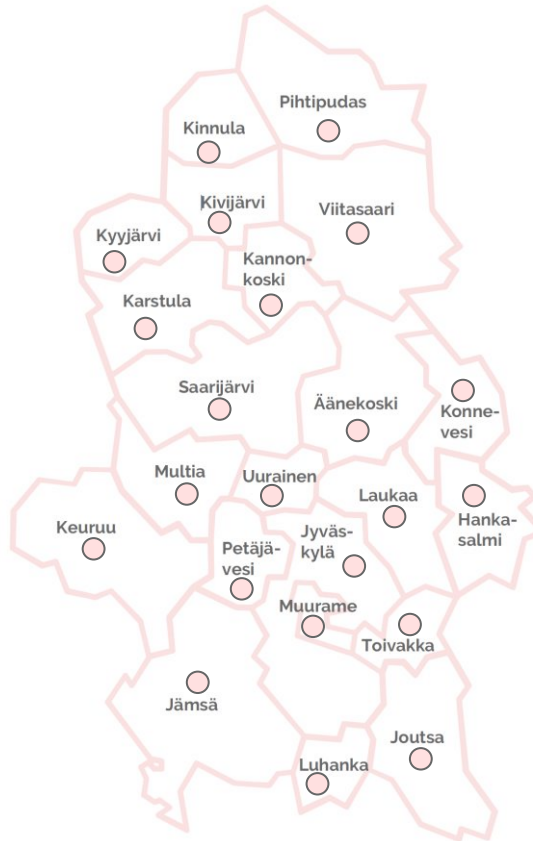 Pihtipudas
Kinnula
Kivijärvi
Viitasaari
Kyyjärvi
Kannon-
koski
Karstula
Saarijärvi
Äänekoski
Konne-
vesi
Multia
Uurainen
Laukaa
Keuruu
Hanka-
salmi
Jyväs-
kylä
Petäjä-
vesi
Muurame
Toivakka
Jämsä
Joutsa
Luhanka